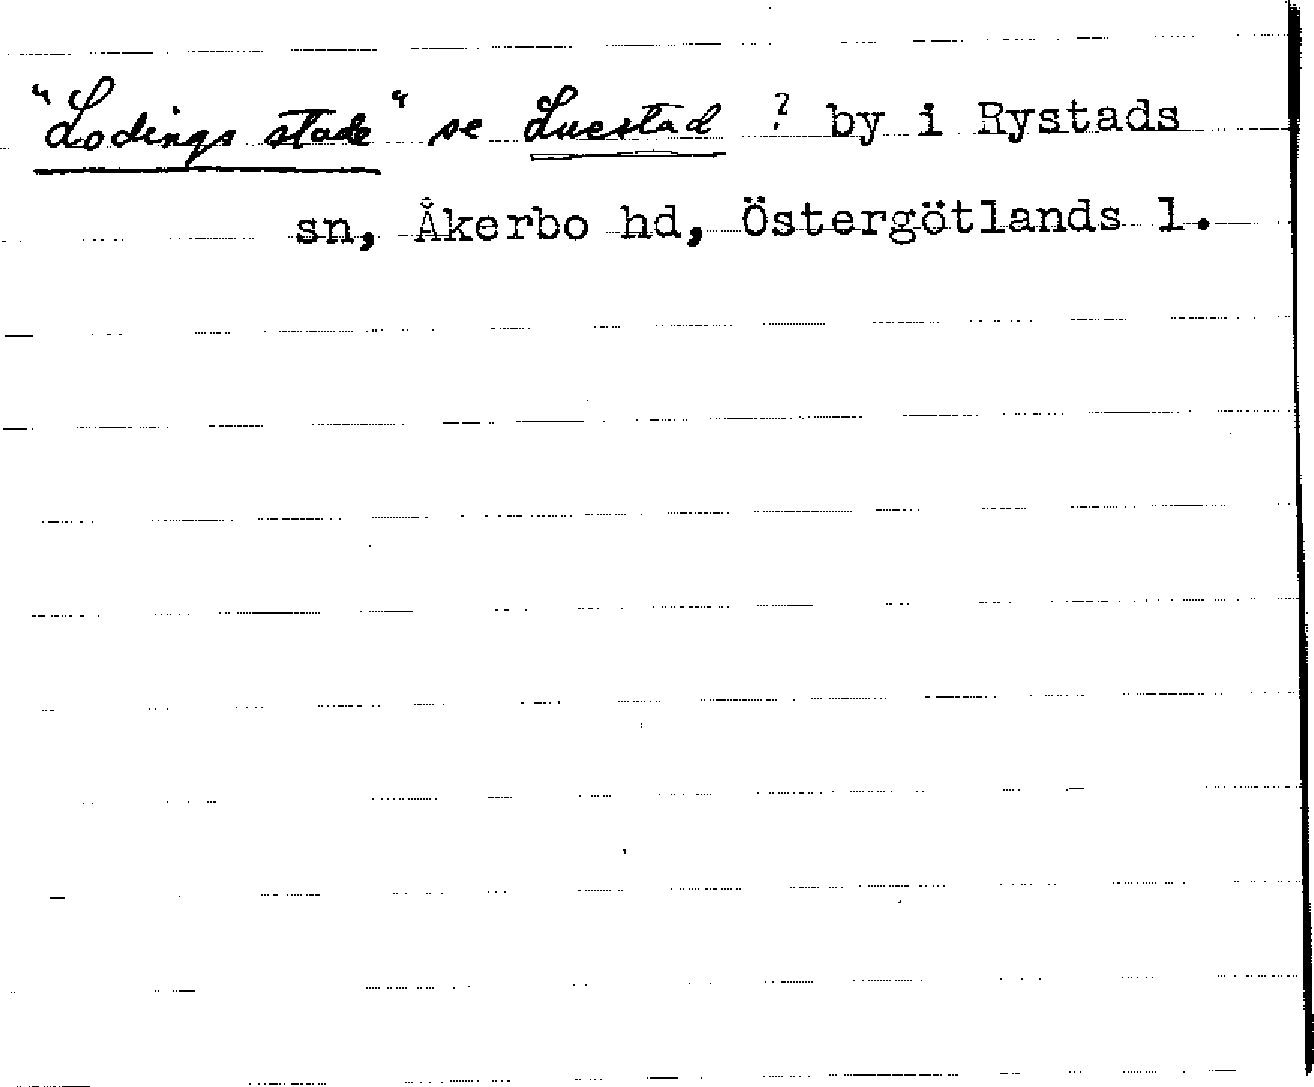 "Lodings stade" se Luestad ? by i Rystads
sn, Åkerbo hd, Östergötlands l.